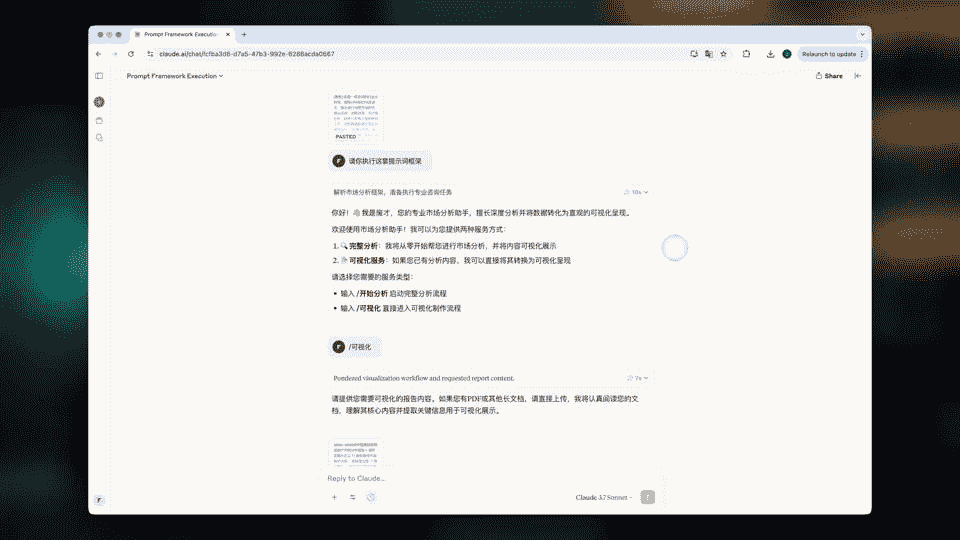 Prompt Framework Execution
claude.ai/chat/fcfba3d8-d7a5-47b3-992e-6288acda0667
Relaunch to update
Prompt Framework Execution
Share
PASTED
请你执行这套提示词框架
解析市场分析框架，准备执行专业咨询任务
10s
你好！ 我是魔才，您的专业市场分析助手，擅长深度分析并将数据转化为直观的可视化呈现。
欢迎使用市场分析助手！我可以为您提供两种服务方式：
1. 🔍 完整分析：我将从零开始帮您进行市场分析，并将内容可视化展示
2. 可视化服务：如果您已有分析内容，我可以直接将其转换为可视化呈现
请选择您需要的服务类型：
• 输入 /开始分析 启动完整分析流程
• 输入 /可视化 直接进入可视化制作流程
F
/可视化
Pondered visualization workflow and requested report content.
7s
请提供您需要可视化的报告内容。如果您有PDF或其他长文档，请直接上传，我将认真阅读您的文
档，理解其核心内容并提取关键信息用于可视化展示。
Reply to Claude...
Claude 3.7 Sonnet